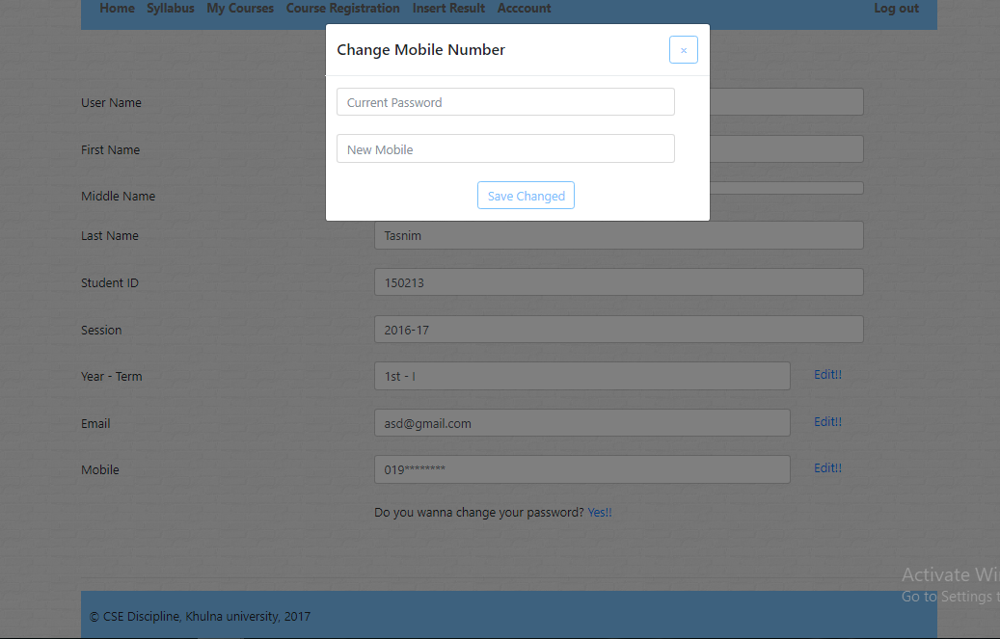 Home Syllabus My Courses Course Registration Insert Result Acccount Log out
Change Mobile Number ×
Current Password
New Mobile
Save Changed
User Name
First Name
Middle Name
Last Name Tasnim
Student ID 150213
Session 2016-17
Year - Term 1st - I Edit!!
Email asd@gmail.com Edit!!
Mobile 019******** Edit!!
Do you wanna change your password? Yes!!
Activate Wi
Go to Settings t
© CSE Discipline, Khulna university, 2017